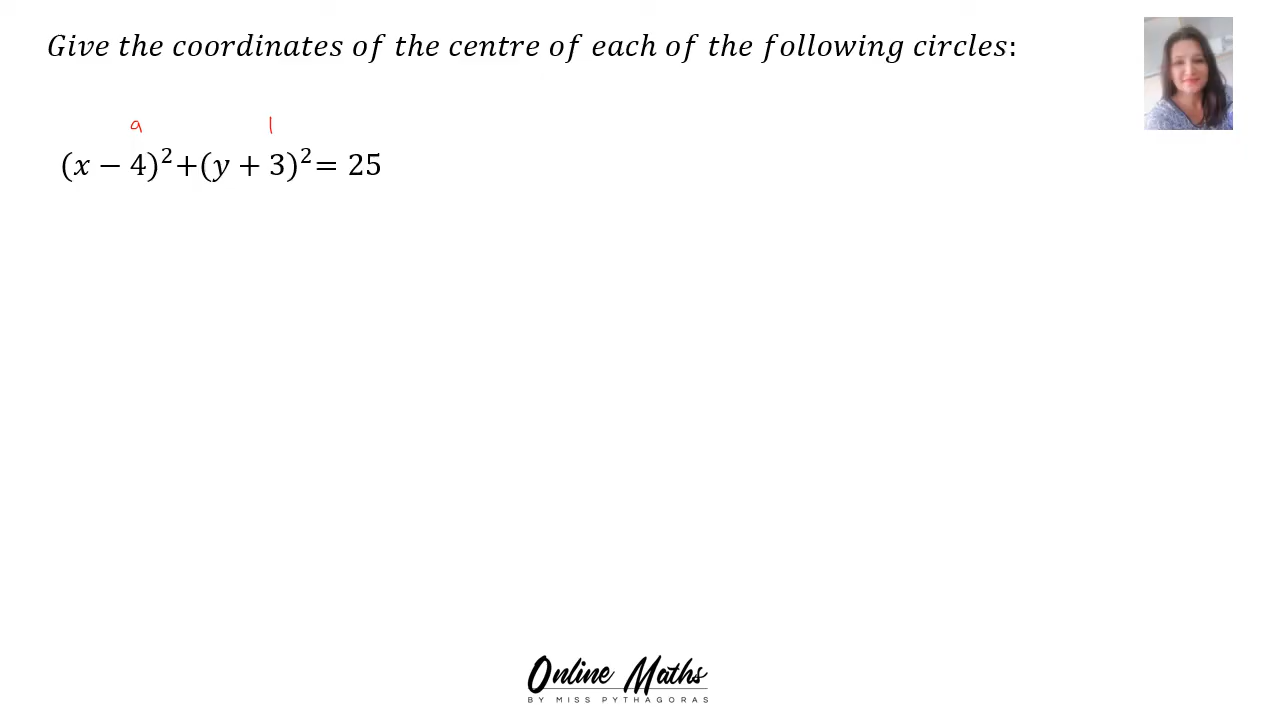 Give the coordinates of the centre of each of the following circles:
a l
(x − 4)²+(y + 3)²= 25
Online Maths
BY MISS PYTHAGORAS